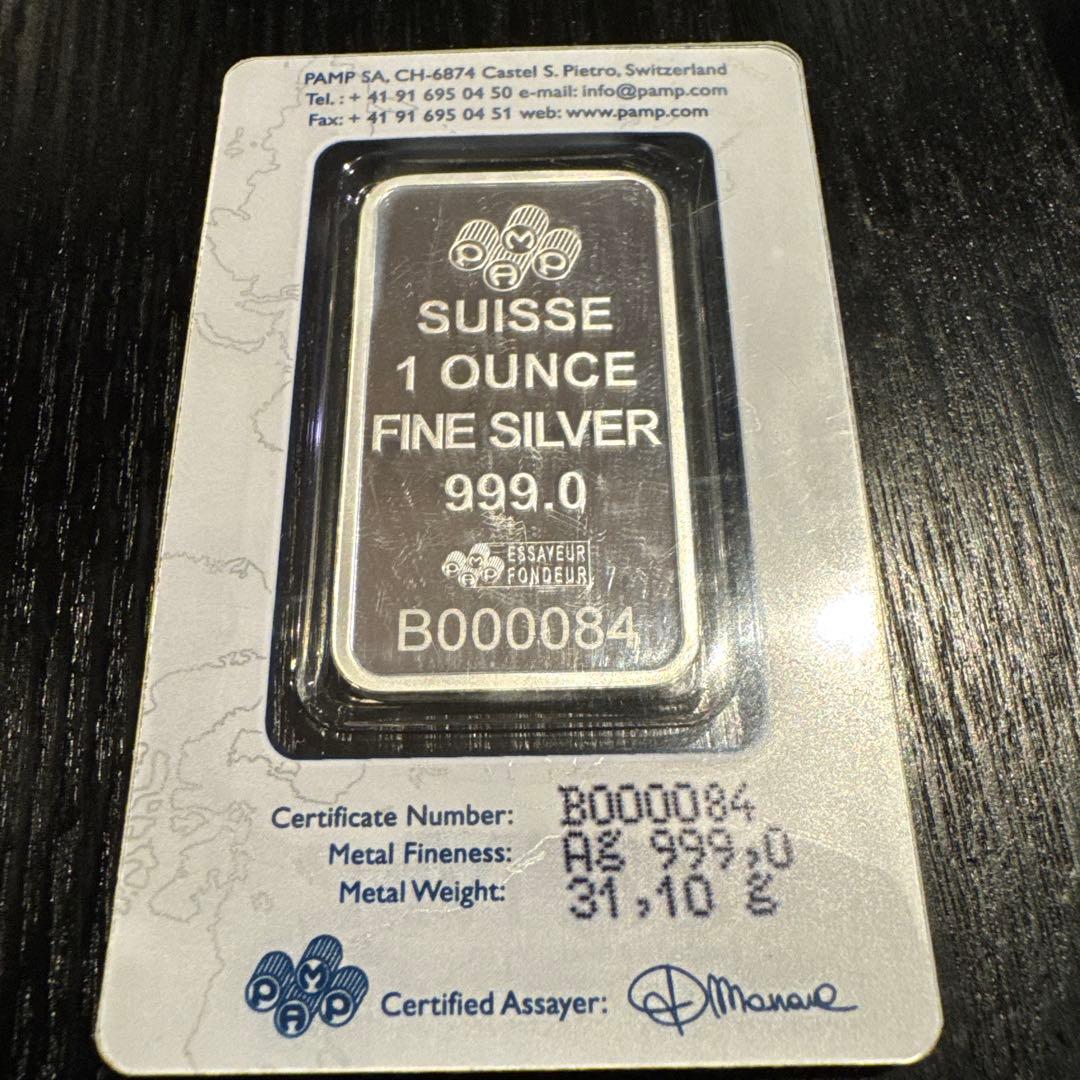 PAMP SA, CH-6874 Castel S. Pietro, Switzerland
Tel. : + 41 91 695 04 50 e-mail: info@pamp.com
Fax: + 41 91 695 04 51 web: www.pamp.com
PAMP
SUISSE
1 OUNCE
FINE SILVER
999.0
PAMP ESSAYEUR
FONDEUR
B000084
Certificate Number: B000084
Metal Fineness: Ag 999,0
Metal Weight: 31,10 g
PAMP Certified Assayer: